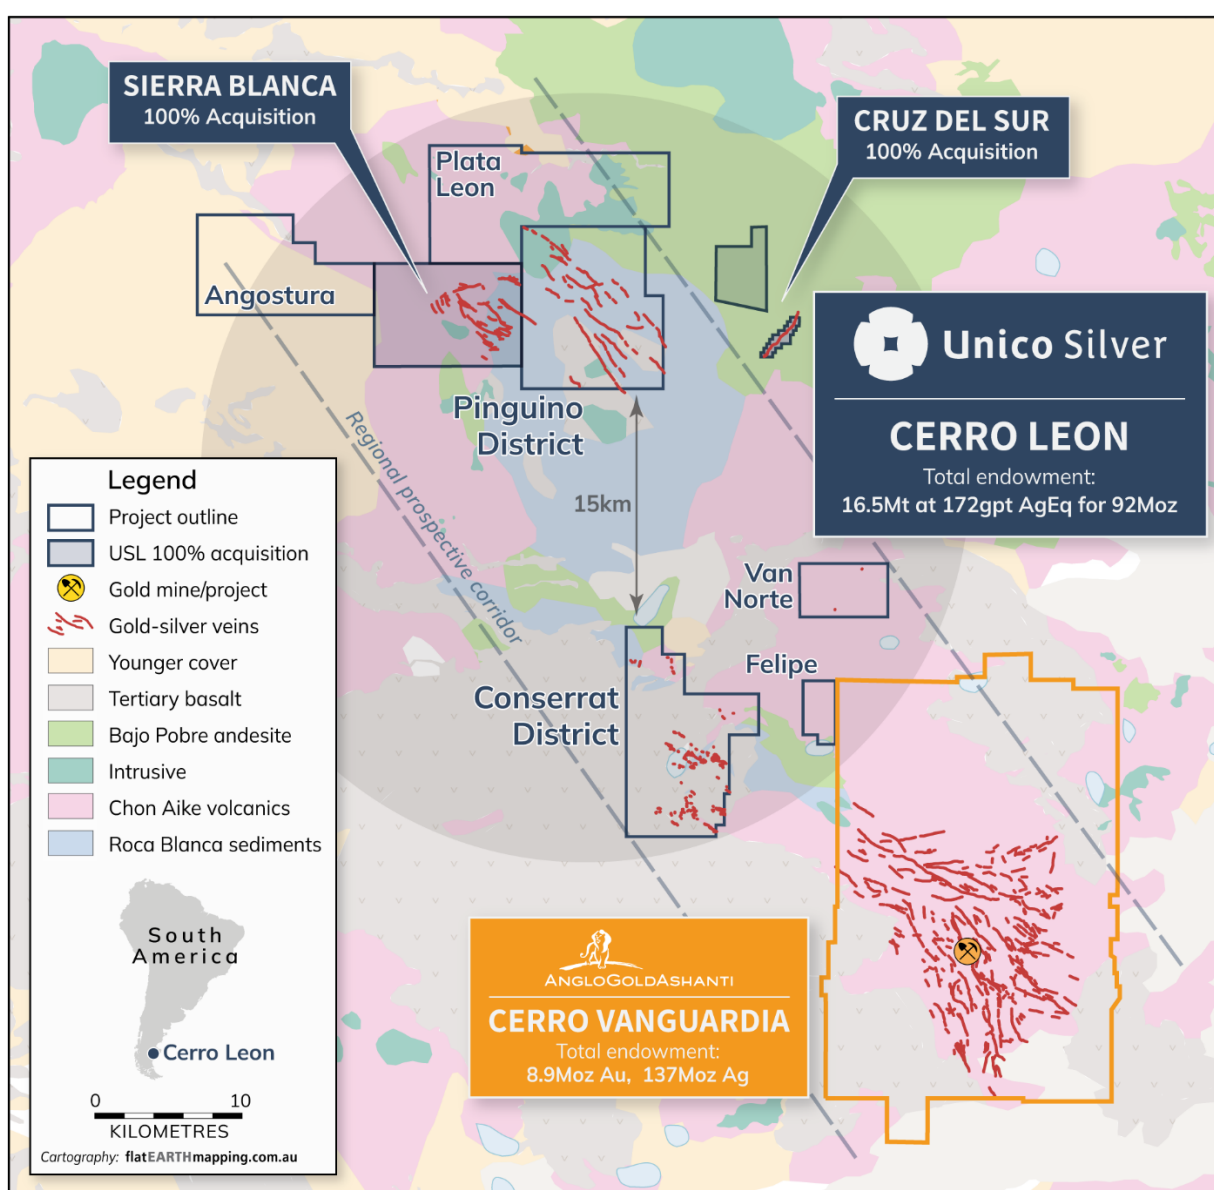 SIERRA BLANCA
100% Acquisition
CRUZ DEL SUR
100% Acquisition
Plata
Leon
Angostura
Pinguino
District
Regional prospective corridor
15km
Unico Silver
CERRO LEON
Total endowment:
16.5Mt at 172gpt AgEq for 92Moz
Van
Norte
Felipe
Conserrat
District
Legend
Project outline
USL 100% acquisition
Gold mine/project
Gold-silver veins
Younger cover
Tertiary basalt
Bajo Pobre andesite
Intrusive
Chon Aike volcanics
Roca Blanca sediments
South
America
Cerro Leon
0 10
KILOMETRES
Cartography: flatEARTHmapping.com.au
ANGLOGOLDASHANTI
CERRO VANGUARDIA
Total endowment:
8.9Moz Au, 137Moz Ag